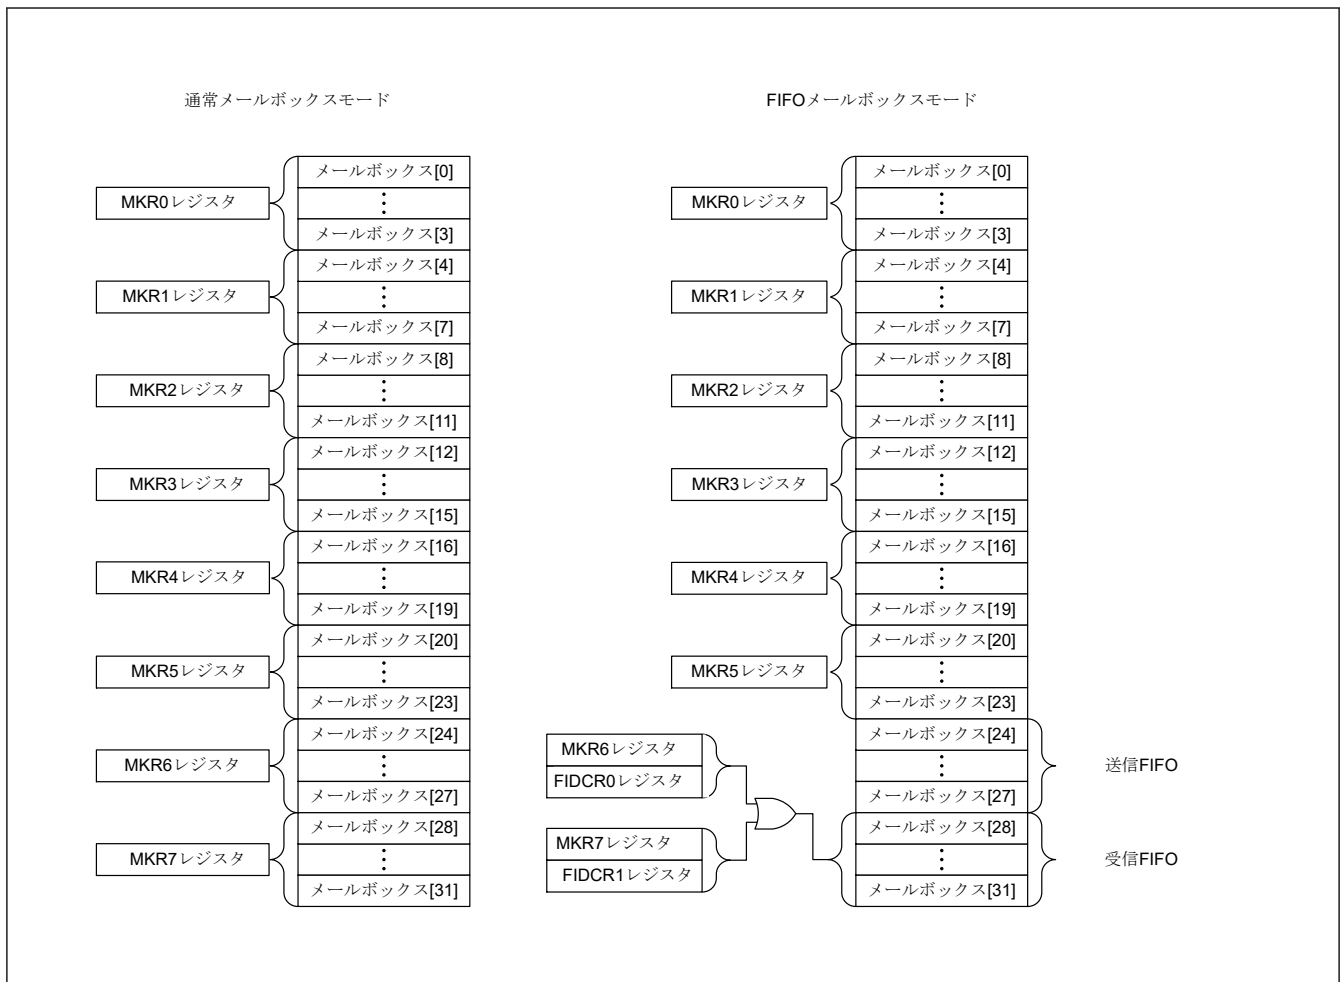 通常メールボックスモード
メールボックス[0]
MKR0レジスタ
メールボックス[3]
メールボックス[4]
MKR1レジスタ
メールボックス[7]
メールボックス[8]
MKR2レジスタ
メールボックス[11]
メールボックス[12]
MKR3レジスタ
メールボックス[15]
メールボックス[16]
MKR4レジスタ
メールボックス[19]
メールボックス[20]
MKR5レジスタ
メールボックス[23]
メールボックス[24]
MKR6レジスタ
メールボックス[27]
メールボックス[28]
MKR7レジスタ
メールボックス[31]
FIFOメールボックスモード
メールボックス[0]
MKR0レジスタ
メールボックス[3]
メールボックス[4]
MKR1レジスタ
メールボックス[7]
メールボックス[8]
MKR2レジスタ
メールボックス[11]
メールボックス[12]
MKR3レジスタ
メールボックス[15]
メールボックス[16]
MKR4レジスタ
メールボックス[19]
メールボックス[20]
MKR5レジスタ
メールボックス[23]
メールボックス[24]
MKR6レジスタ
送信FIFO
FIDCR0レジスタ
メールボックス[27]
メールボックス[28]
MKR7レジスタ
受信FIFO
FIDCR1レジスタ
メールボックス[31]